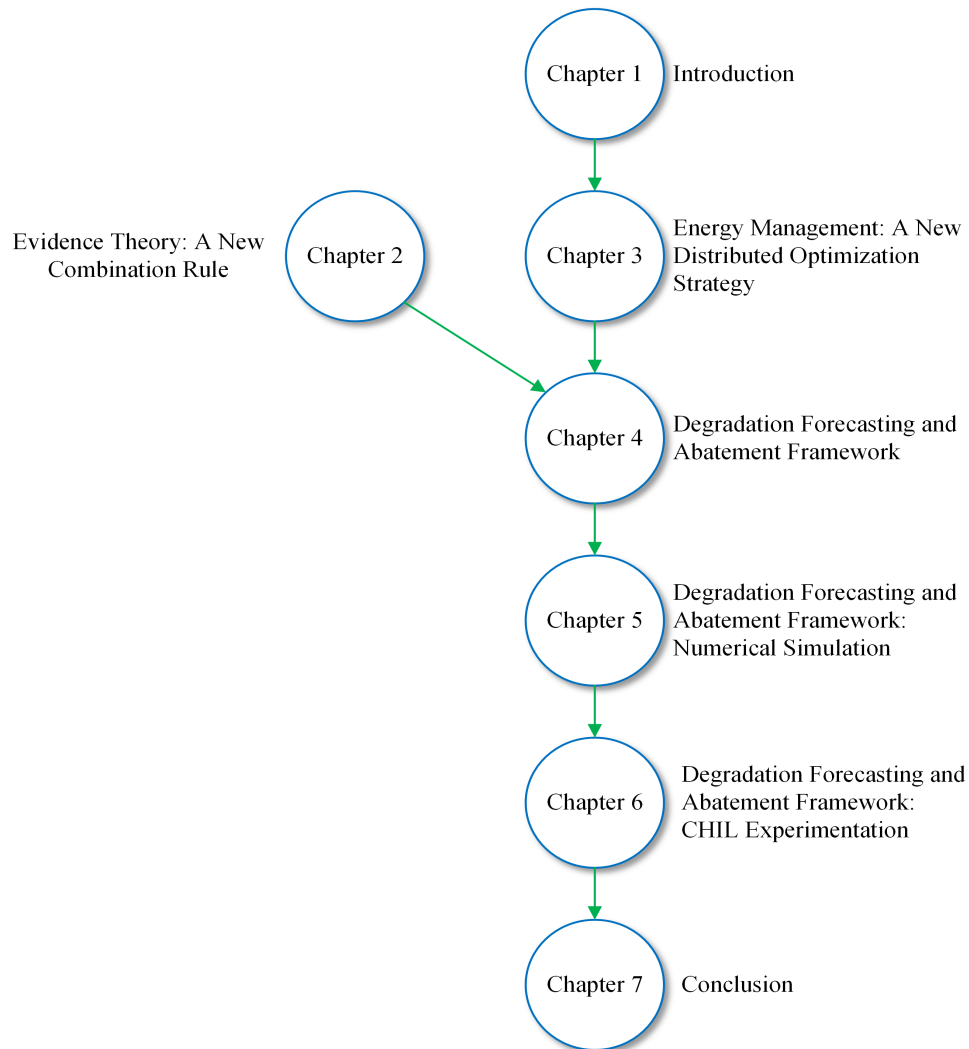 Chapter 1
Introduction
Evidence Theory: A New
Combination Rule
Chapter 2
Chapter 3
Energy Management: A New
Distributed Optimization
Strategy
Chapter 4
Degradation Forecasting and
Abatement Framework
Chapter 5
Degradation Forecasting and
Abatement Framework:
Numerical Simulation
Chapter 6
Degradation Forecasting and
Abatement Framework:
CHIL Experimentation
Chapter 7
Conclusion